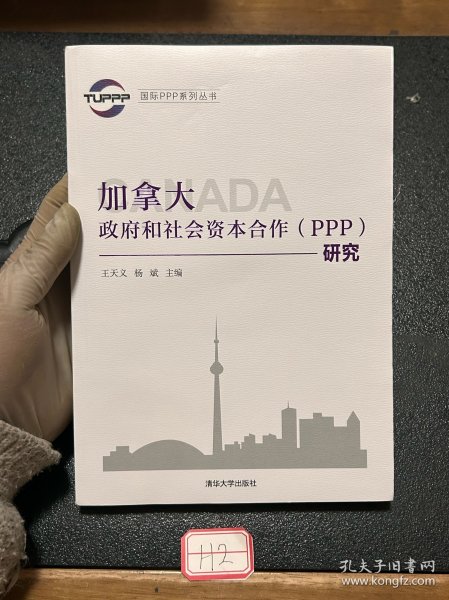 TUPPP 国际PPP系列丛书
CANADA
加拿大
政府和社会资本合作（PPP）
研究
王天义 杨 斌 主编
清华大学出版社
H2
孔夫子旧书网
www.kongfz.com